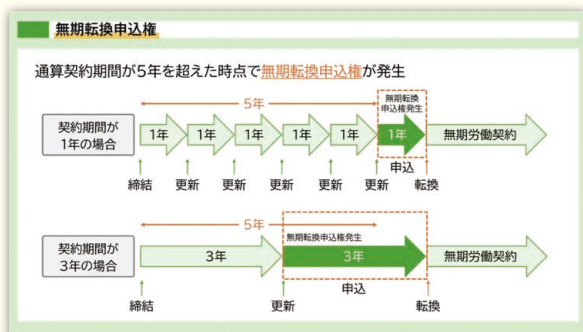 無期転換申込権
通算契約期間が5年を超えた時点で無期転換申込権が発生
5年
無期転換
申込権発生
契約期間が
1年の場合
1年
1年
1年
1年
1年
1年
無期労働契約
申込
締結
更新
更新
更新
更新
更新
転換
5年
無期転換申込権発生
契約期間が
3年の場合
3年
3年
無期労働契約
申込
締結
更新
転換